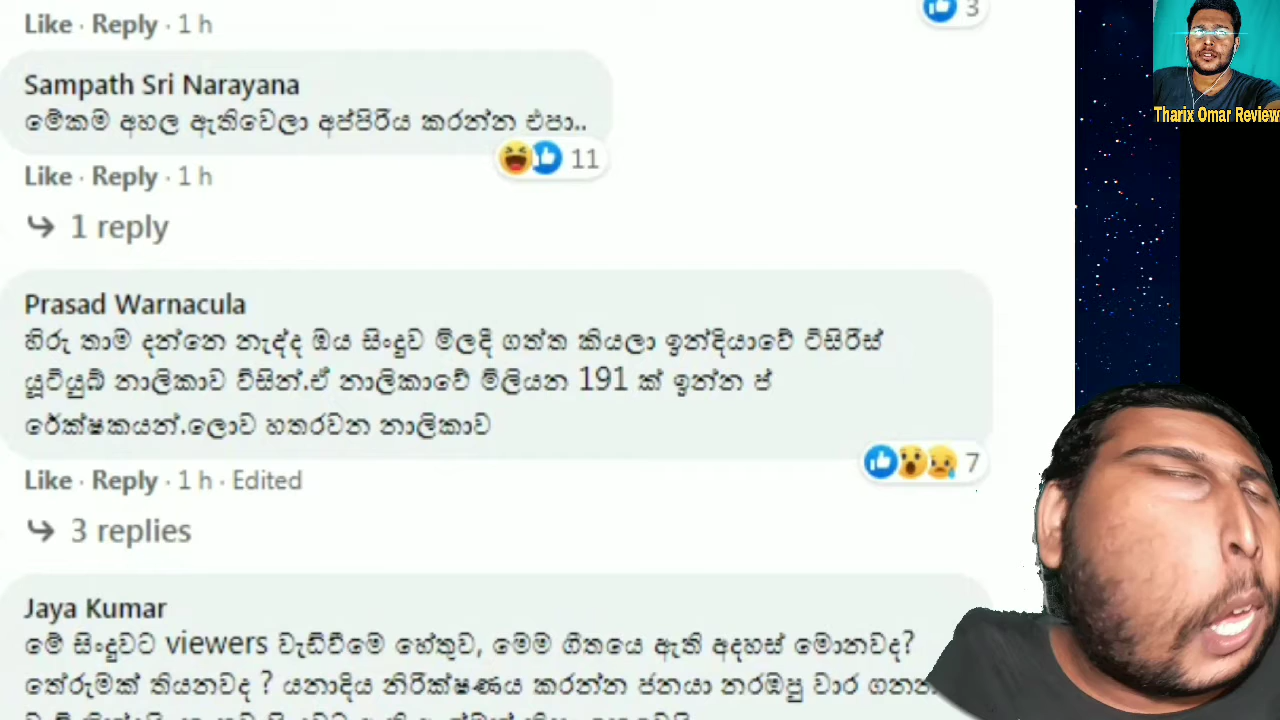 Like · Reply · 1 h
3
Sampath Sri Narayana
මේකම අහල ඇතිවෙලා අප්පිරිය කරන්න එපා..
11
Like · Reply · 1 h
1 reply
Prasad Warnacula
හිරු තාම දන්නෙ නැද්ද ඔය සිංදුව මිලදී ගත්ත කියලා ඉන්දියාවේ ටීසිරීස්
යූටියුබ් නාලිකාව විසින්.ඒ නාලිකාවේ මිලියන 191 ක් ඉන්න ප්
රේක්ෂකයන්.ලොව හතරවන නාලිකාව
7
Like · Reply · 1 h · Edited
3 replies
Jaya Kumar
මේ සිංදුවට viewers වැඩිවීමෙ හේතුව, මෙම ගීතයෙ ඇති අදහස් මොනවද?
තේරුමක් තියනවද ? යනාදිය නිරීක්ෂණය කරන්න ජනයා නරඹපු වාර ගනන්
Tharix Omar Review